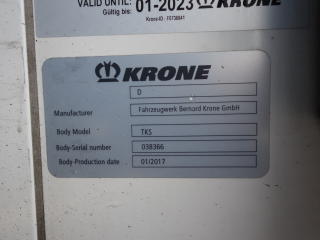 VALID UNTIL:
Gültig bis:
01-2023 KRONE
KRONE
D
Manufacturer Fahrzeugwerk Bernard Krone GmbH
Body Model TKS
Body-Serial number 038366
Body-Production date 01/2017